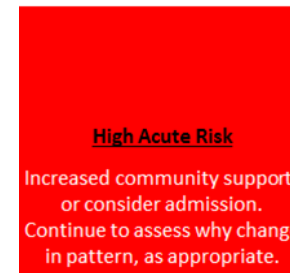 High Acute Risk
Increased community support
or consider admission.
Continue to assess why chang
in pattern, as appropriate.